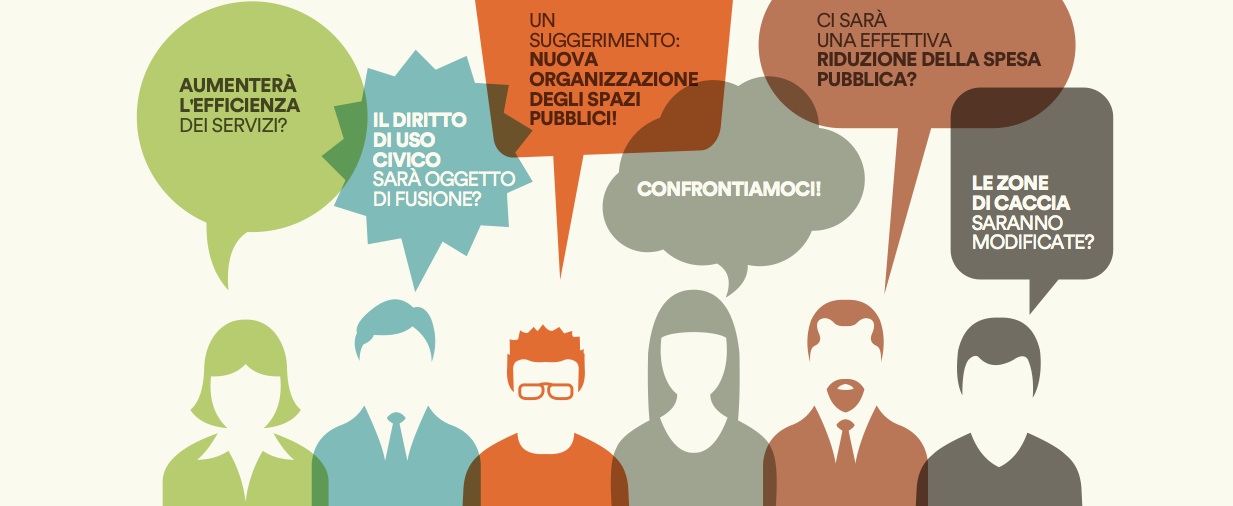 AUMENTERÀ
L'EFFICIENZA
DEI SERVIZI?
IL DIRITTO
DI USO
CIVICO
SARÀ OGGETTO
DI FUSIONE?
UN
SUGGERIMENTO:
NUOVA
ORGANIZZAZIONE
DEGLI SPAZI
PUBBLICI!
CONFRONTIAMOCI!
CI SARÀ
UNA EFFETTIVA
RIDUZIONE DELLA SPESA
PUBBLICA?
LE ZONE
DI CACCIA
SARANNO
MODIFICATE?